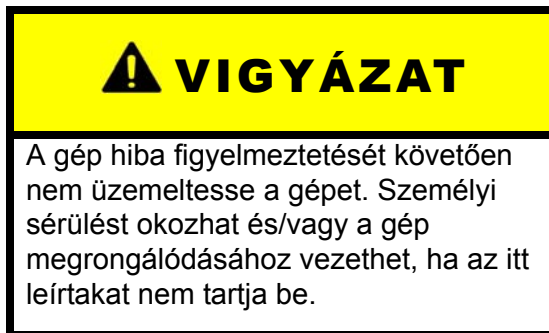 VIGYÁZAT
A gép hiba figyelmeztetését követően
nem üzemeltesse a gépet. Személyi
sérülést okozhat és/vagy a gép
megrongálódásához vezethet, ha az itt
leírtakat nem tartja be.